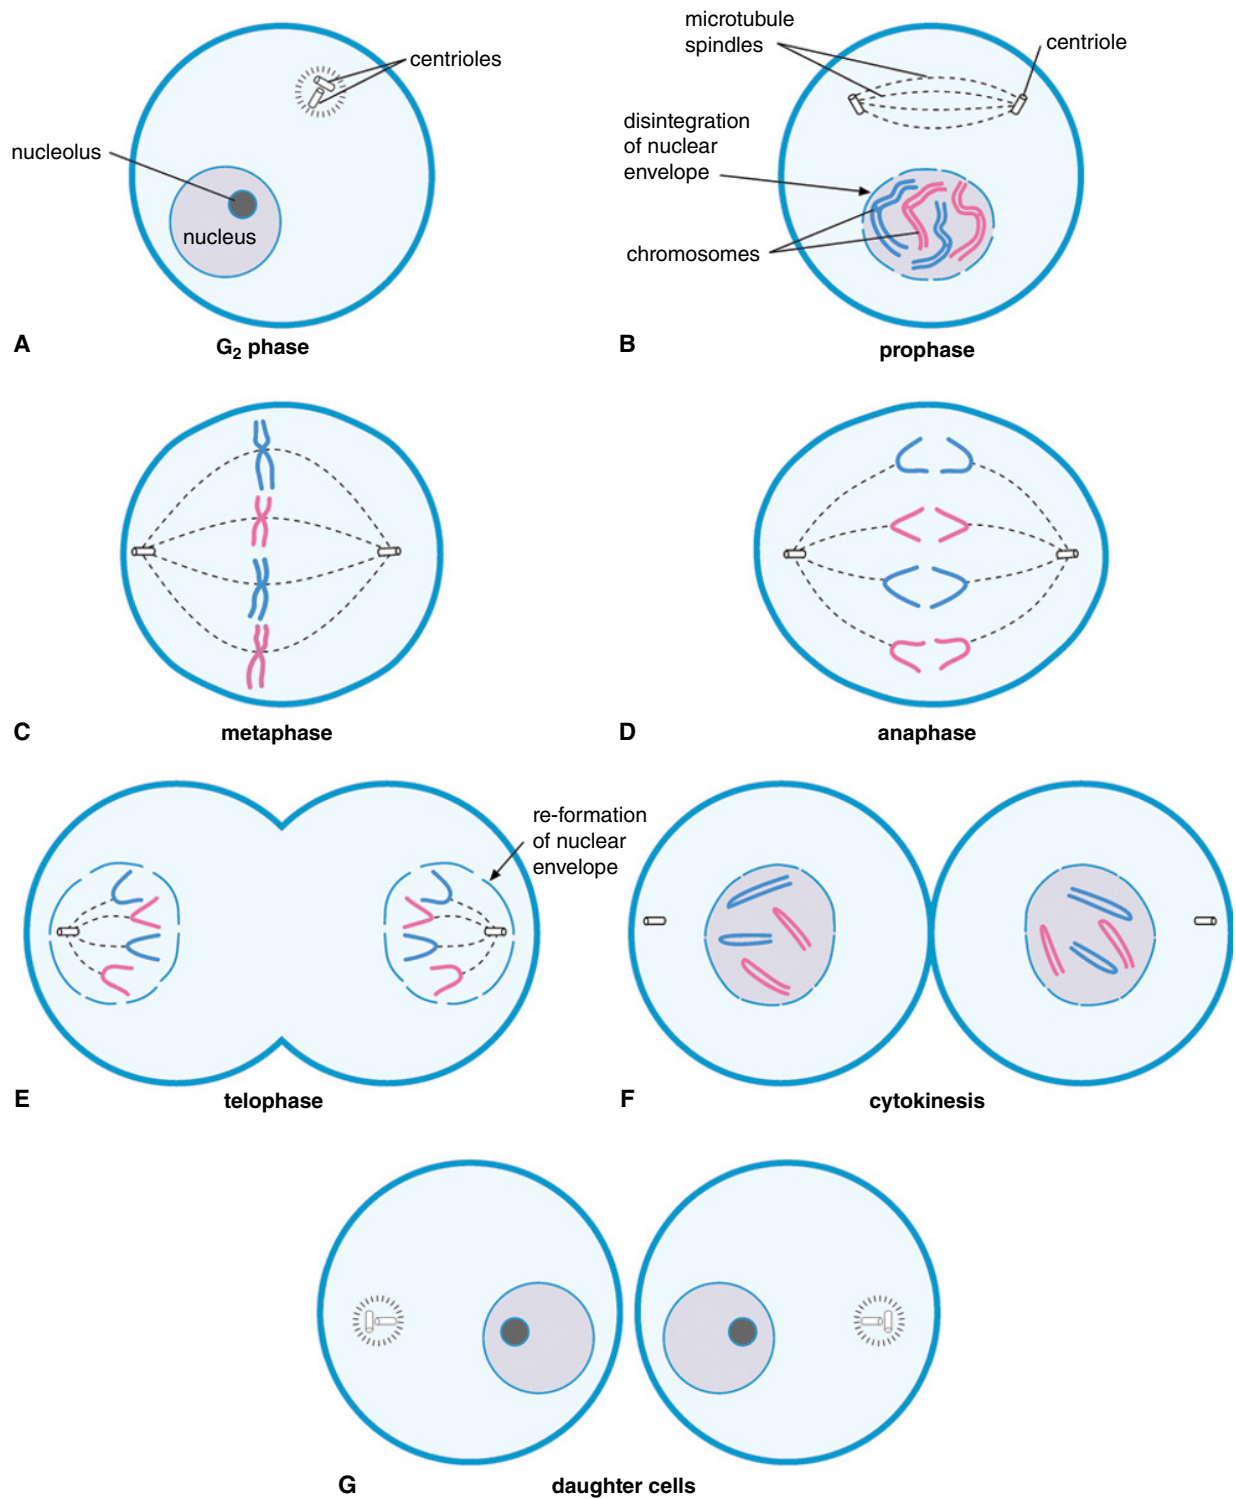 centrioles
nucleolus
nucleus
A
G₂ phase
microtubule
spindles
centriole
disintegration
of nuclear
envelope
chromosomes
B
prophase
C
metaphase
D
anaphase
re-formation
of nuclear
envelope
E
telophase
F
cytokinesis
G
daughter cells